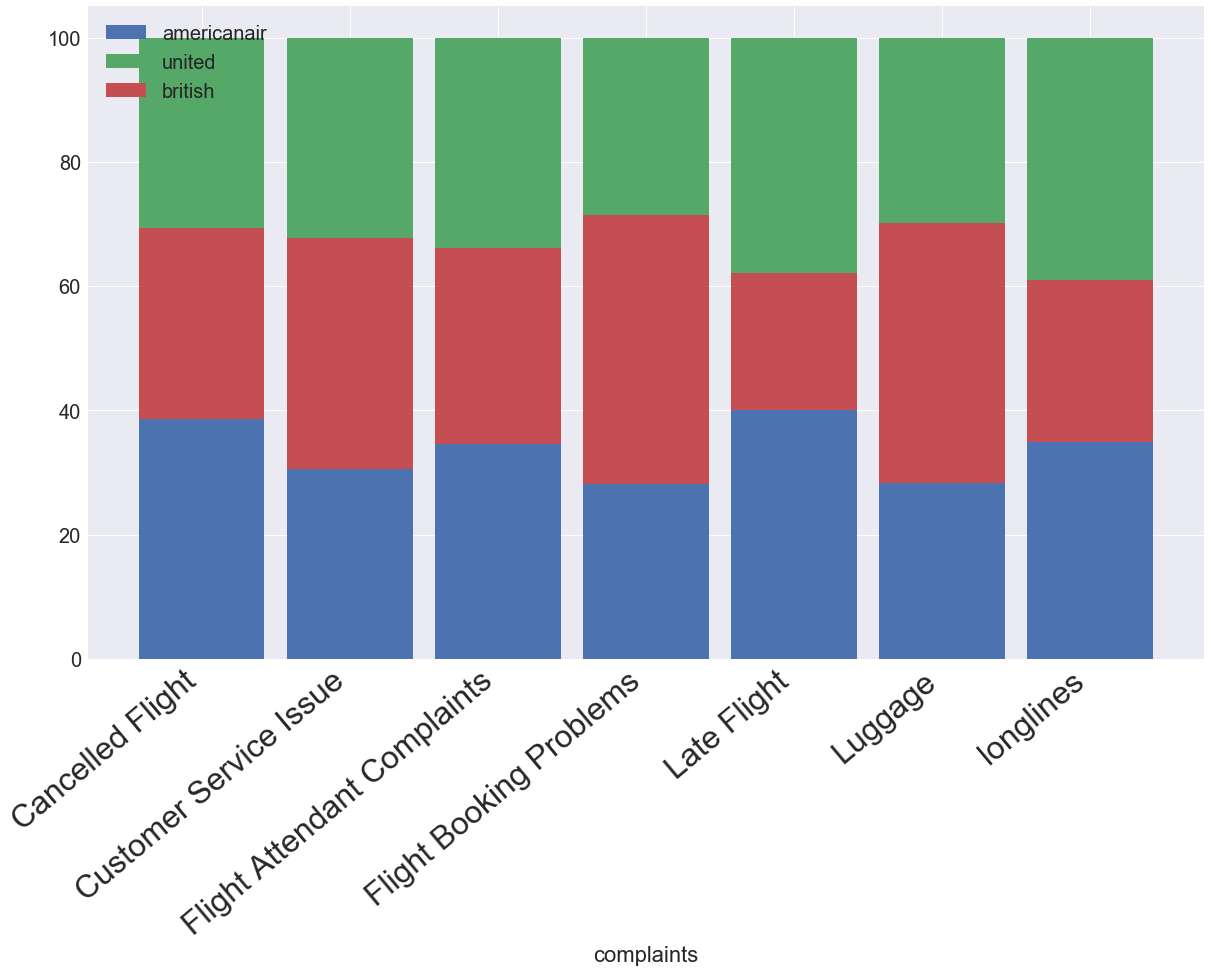 americanair
united
british
100
80
60
40
20
0
Cancelled Flight
Customer Service Issue
Flight Attendant Complaints
Flight Booking Problems
Late Flight
Luggage
longlines
complaints